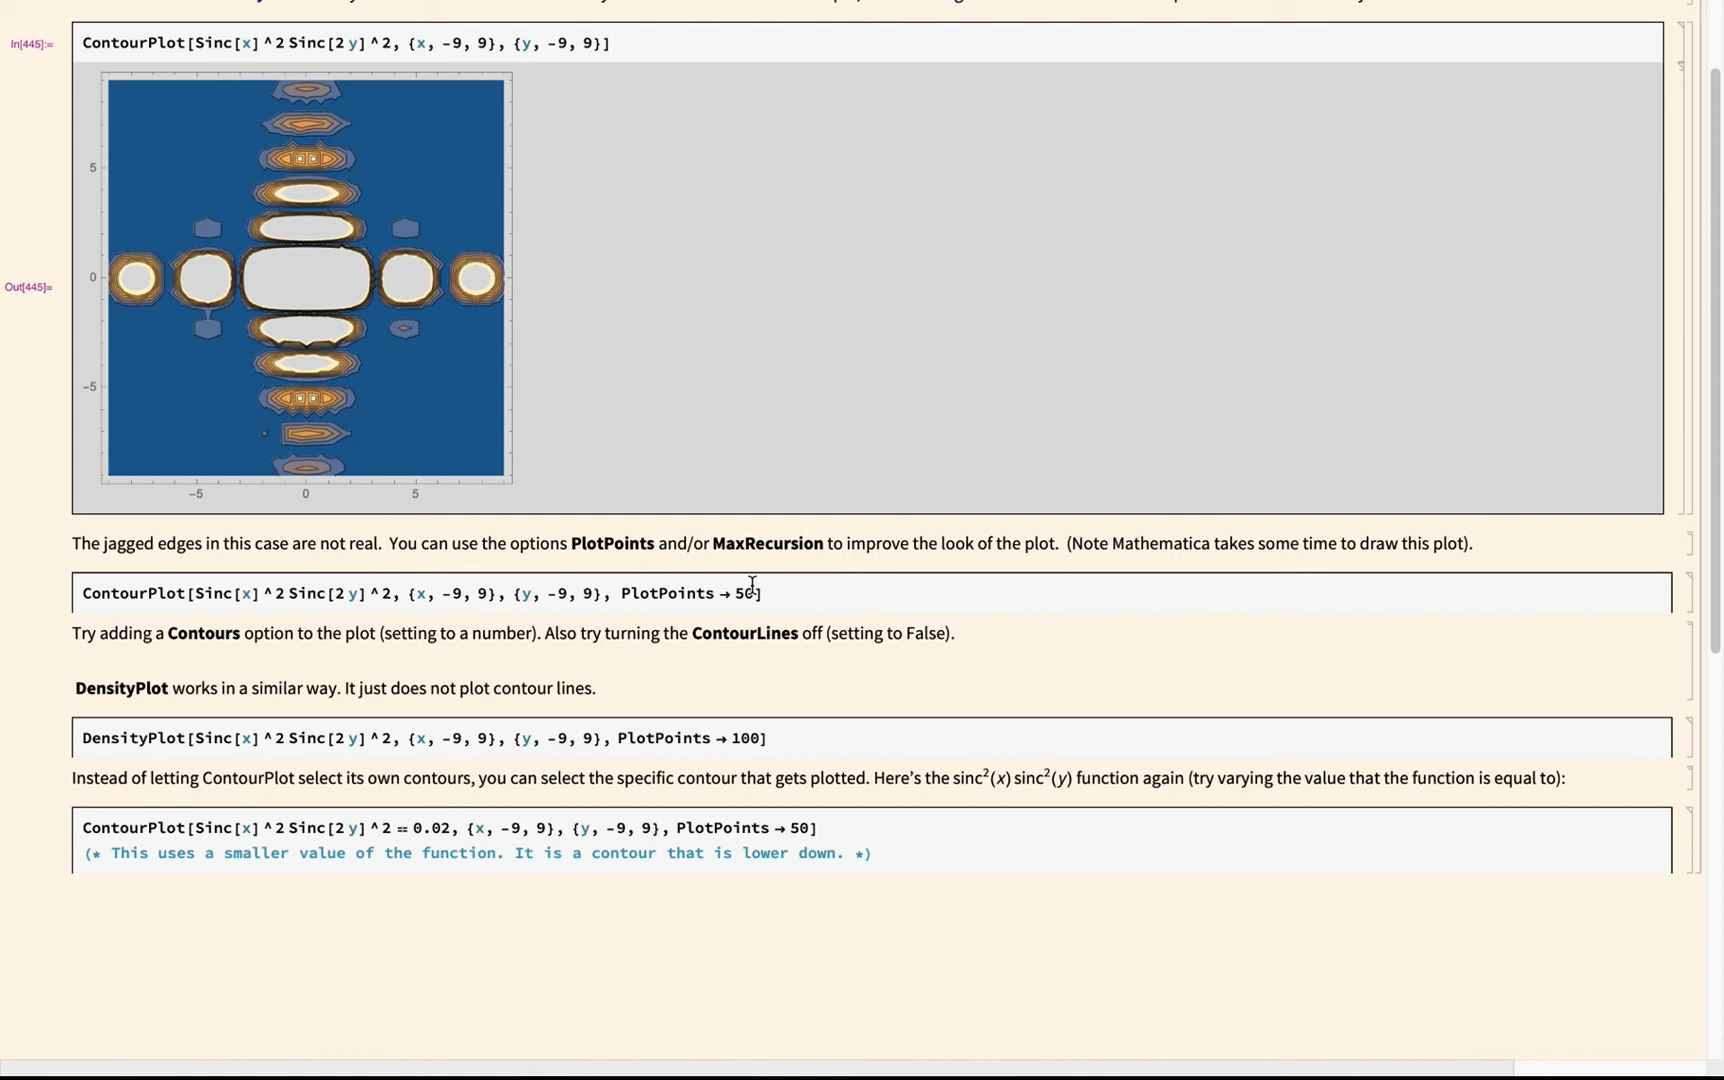 In[445]:= ContourPlot[Sinc[x]^2 Sinc[2 y]^2, {x, -9, 9}, {y, -9, 9}]
5
0
Out[445]=
-5
-5 0 5
The jagged edges in this case are not real. You can use the options PlotPoints and/or MaxRecursion to improve the look of the plot. (Note Mathematica takes some time to draw this plot).
ContourPlot[Sinc[x]^2 Sinc[2 y]^2, {x, -9, 9}, {y, -9, 9}, PlotPoints → 50]
Try adding a Contours option to the plot (setting to a number). Also try turning the ContourLines off (setting to False).
DensityPlot works in a similar way. It just does not plot contour lines.
DensityPlot[Sinc[x]^2 Sinc[2 y]^2, {x, -9, 9}, {y, -9, 9}, PlotPoints → 100]
Instead of letting ContourPlot select its own contours, you can select the specific contour that gets plotted. Here's the sinc²(x) sinc²(y) function again (try varying the value that the function is equal to):
ContourPlot[Sinc[x]^2 Sinc[2 y]^2 == 0.02, {x, -9, 9}, {y, -9, 9}, PlotPoints → 50]
(* This uses a smaller value of the function. It is a contour that is lower down. *)